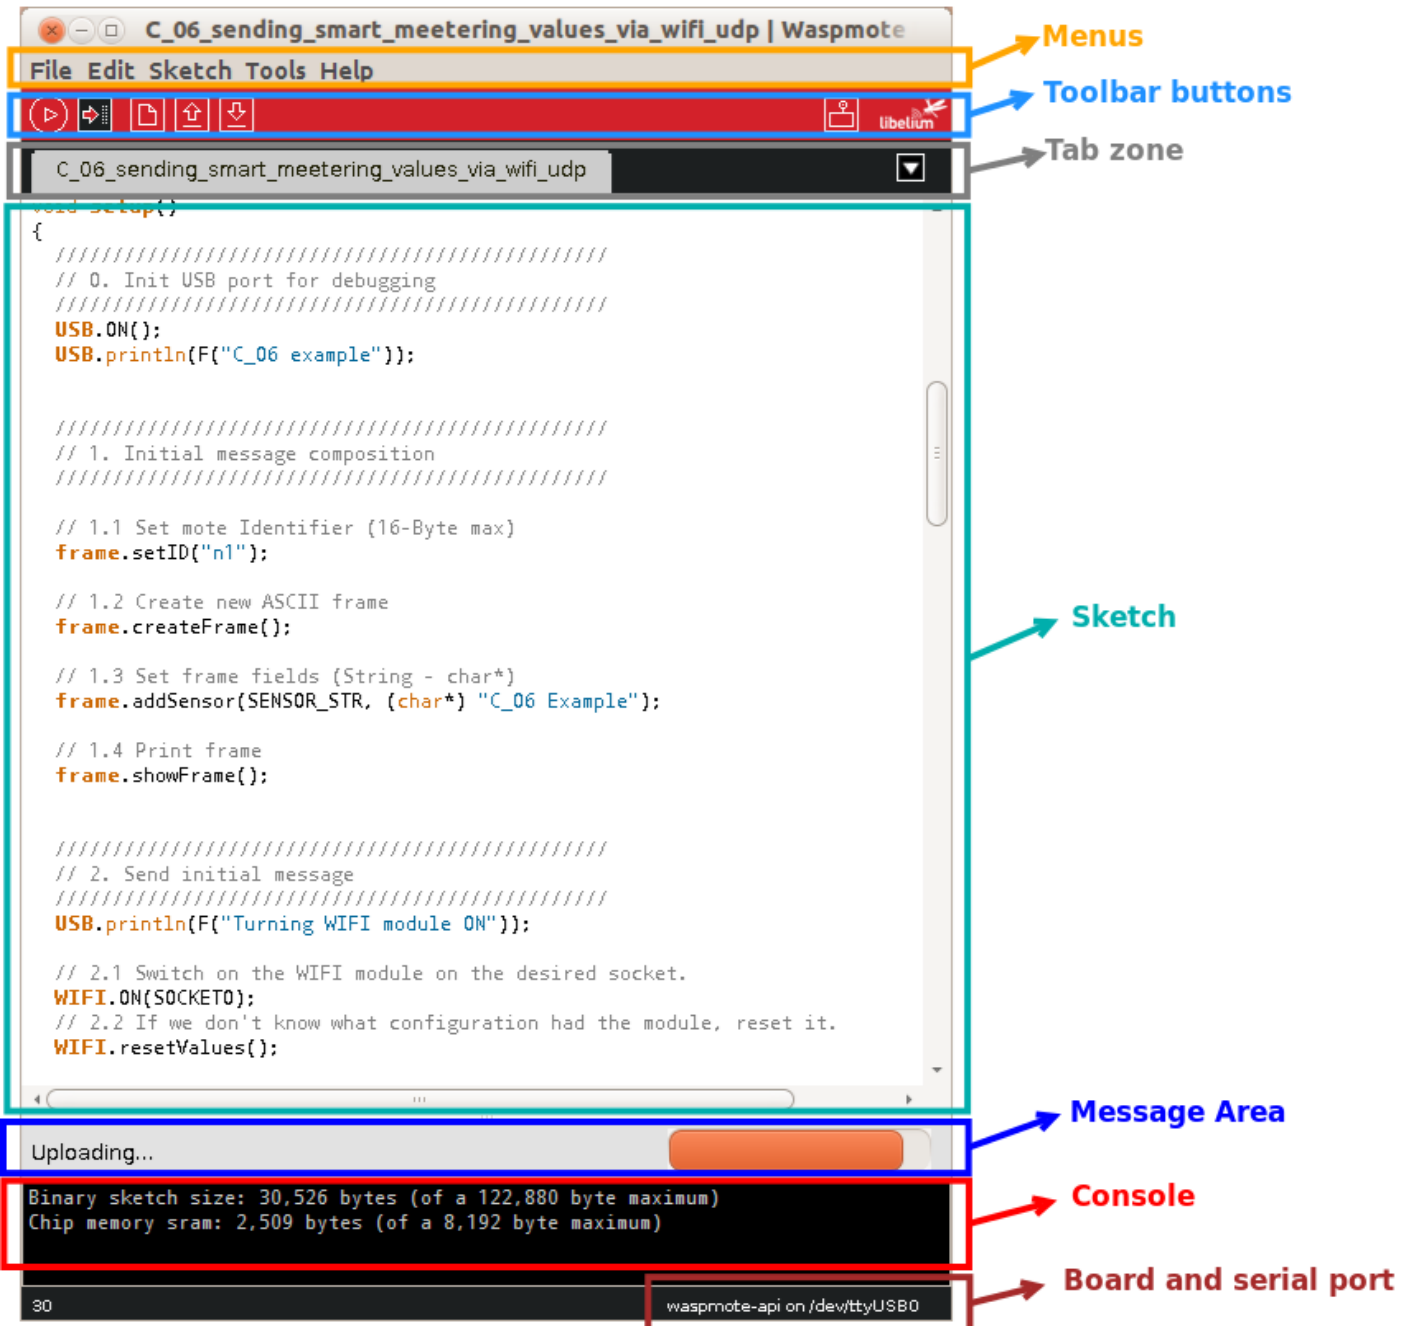 C_06_sending_smart_meetering_values_via_wifi_udp | Waspmote
Menus
File Edit Sketch Tools Help
Toolbar buttons
libelium
Tab zone
C_06_sending_smart_meetering_values_via_wifi_udp
void setup()
{
////////////////////////////////////////////////
// 0. Init USB port for debugging
////////////////////////////////////////////////
USB.ON();
USB.println(F("C_06 example"));
////////////////////////////////////////////////
// 1. Initial message composition
////////////////////////////////////////////////
// 1.1 Set mote Identifier (16-Byte max)
frame.setID("n1");
// 1.2 Create new ASCII frame
frame.createFrame();
Sketch
// 1.3 Set frame fields (String - char*)
frame.addSensor(SENSOR_STR, (char*) "C_06 Example");
// 1.4 Print frame
frame.showFrame();
////////////////////////////////////////////////
// 2. Send initial message
////////////////////////////////////////////////
USB.println(F("Turning WIFI module ON"));
// 2.1 Switch on the WIFI module on the desired socket.
WIFI.ON(SOCKET0);
// 2.2 If we don't know what configuration had the module, reset it.
WIFI.resetValues();
Message Area
Uploading...
Console
Binary sketch size: 30,526 bytes (of a 122,880 byte maximum)
Chip memory sram: 2,509 bytes (of a 8,192 byte maximum)
Board and serial port
30
waspmote-api on /dev/ttyUSB0